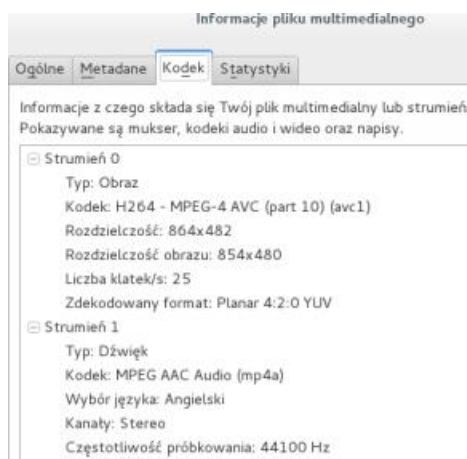 Informacje pliku multimedialnego
Ogólne Metadane Kodek Statystyki
Informacje z czego składa się Twój plik multimedialny lub strumień
Pokazywane są mukser, kodeki audio i wideo oraz napisy.
Strumień 0
Typ: Obraz
Kodek: H264 - MPEG-4 AVC (part 10) (avc1)
Rozdzielczość: 864x482
Rozdzielczość obrazu: 854x480
Liczba klatek/s: 25
Zdekodowany format: Planar 4:2:0 YUV
Strumień 1
Typ: Dźwięk
Kodek: MPEG AAC Audio (mp4a)
Wybór języka: Angielski
Kanały: Stereo
Częstotliwość próbkowania: 44100 Hz